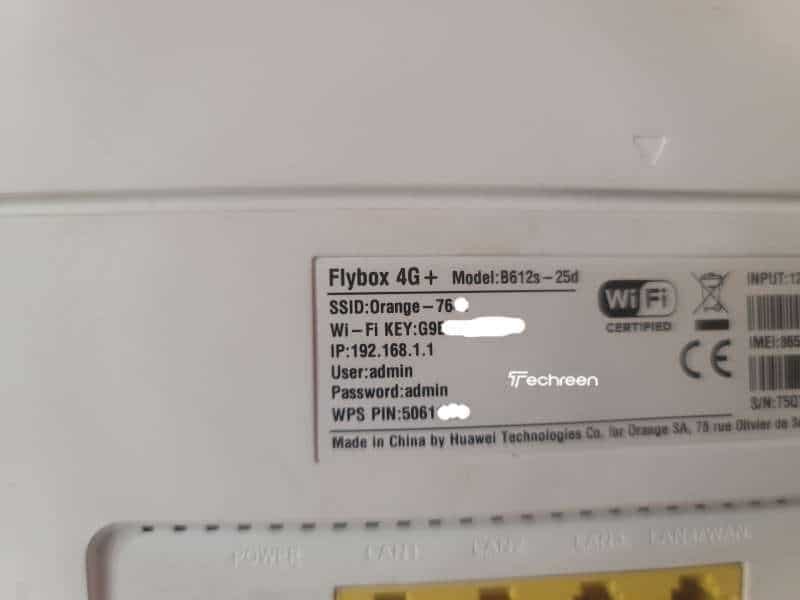 Flybox 4G+ Model:B612s-25d
SSID:Orange-76
Wi-Fi KEY:G9
IP:192.168.1.1
User:admin
Password:admin
WPS PIN:5061
Made in China by Huawei Technologies Co. for Orange SA, 78 rue Olivier de
WiFi
CERTIFIED
CE
INPUT:12
IMEI:865
S/N:75Q
Techreen
POWER LAN1 LAN2 LAN3 LAN4/WAN